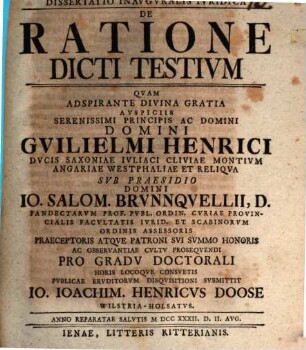 DISSERTATIO INAVGVRALIS IVRIDICA
DE
RATIONE
DICTI TESTIVM
QVAM
ADSPIRANTE DIVINA GRATIA
AVSPICIIS
SERENISSIMI PRINCIPIS AC DOMINI
DOMINI
GVILIELMI HENRICI
DVCIS SAXONIAE IVLIACI CLIVIAE MONTIVM
ANGARIAE WESTPHALIAE ET RELIQVA
SVB PRAESIDIO
DOMINI
IO. SALOM. BRVNNQVELLII, D.
PANDECTARVM PROF. PVBL. ORDIN. CVRIAE PROVIN-
CIALIS FACVLTATIS IVRID. ET SCABINORVM
ORDINIS ASSESSORIS
PRAECEPTORIS ATQVE PATRONI SVI SVMMO HONORIS
AC OBSERVANTIAE CVLTV PROSEQVENDI
PRO GRADV DOCTORALI
HORIS LOCOQVE CONSVETIS
PVBLICAE ERVDITORVM DISQVISITIONI SVBMITTIT
IO. IOACHIM. HENRICVS DOOSE
WILSTRIA-HOLSATVS.
ANNO REPARATAE SALVTIS M DCC XXXII. D. II. AVG.
IENAE, LITTERIS RITTERIANIS.